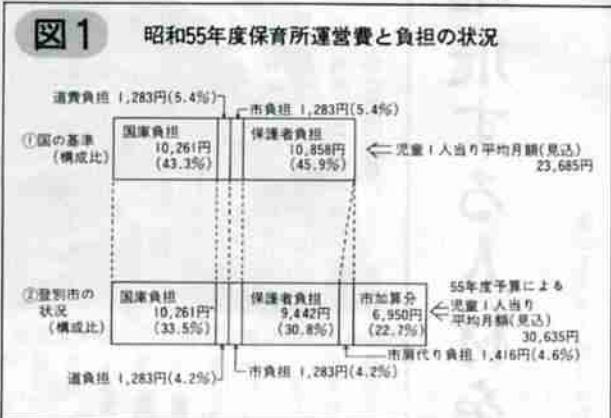 図1 昭和55年度保育所運営費と負担の状況
道費負担 1,283円(5.4%)
市負担 1,283円(5.4%)
①国の基準
(構成比)
国庫負担
10,261円
(43.3%)
保護者負担
10,858円
(45.9%)
⇐児童1人当り平均月額(見込)
23,685円
②登別市の
状況
(構成比)
国庫負担
10,261円
(33.5%)
保護者負担
9,442円
(30.8%)
市加算分
6,950円
(22.7%)
55年度予算による
⇐児童1人当り
平均月額(見込)
30,635円
市肩代り負担 1,416円(4.6%)
道負担 1,283円(4.2%)
市負担 1,283円(4.2%)